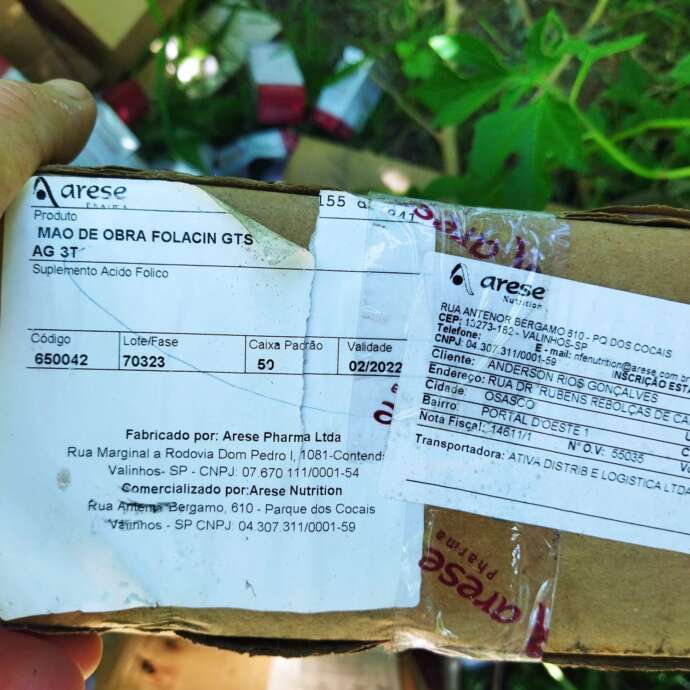 arese
Pharma
Produto
MAO DE OBRA FOLACIN GTS
AG 3T
Suplemento Acido Folico
Código
Lote/Fase
Caixa Padrão
Validade
650042
70323
50
02/2022
Fabricado por: Arese Pharma Ltda
Rua Marginal a Rodovia Dom Pedro I, 1081-Contend
Valinhos- SP - CNPJ: 07 670 111/0001-54
Comercializado por:Arese Nutrition
Rua Bergamo, 610 - Parque dos Cocais
Valinhos - SP CNPJ: 04 307.311/0001-59
155
arese
Nutrition
RUA ANTENOR BERGAMO 610 - PQ DOS COCAIS
CEP: 13273-162 - VALINHOS-SP
Telefone:
E - mail: nfenutrition@arese.com.br
CNPJ: 04.307.311/0001-59
INSCRIÇÃO ESTA
Cliente: ANDERSON RIOS GONÇALVES
Endereço: RUA DR RUBENS REBOLÇAS DE CA
Cidade: OSASCO
Bairro: PORTAL D'OESTE 1
Nota Fiscal: 14611/1
N° O.V: 55035
Transportadora: ATIVA DISTRIB E LOGISTICA LTDA
arese
Pharma